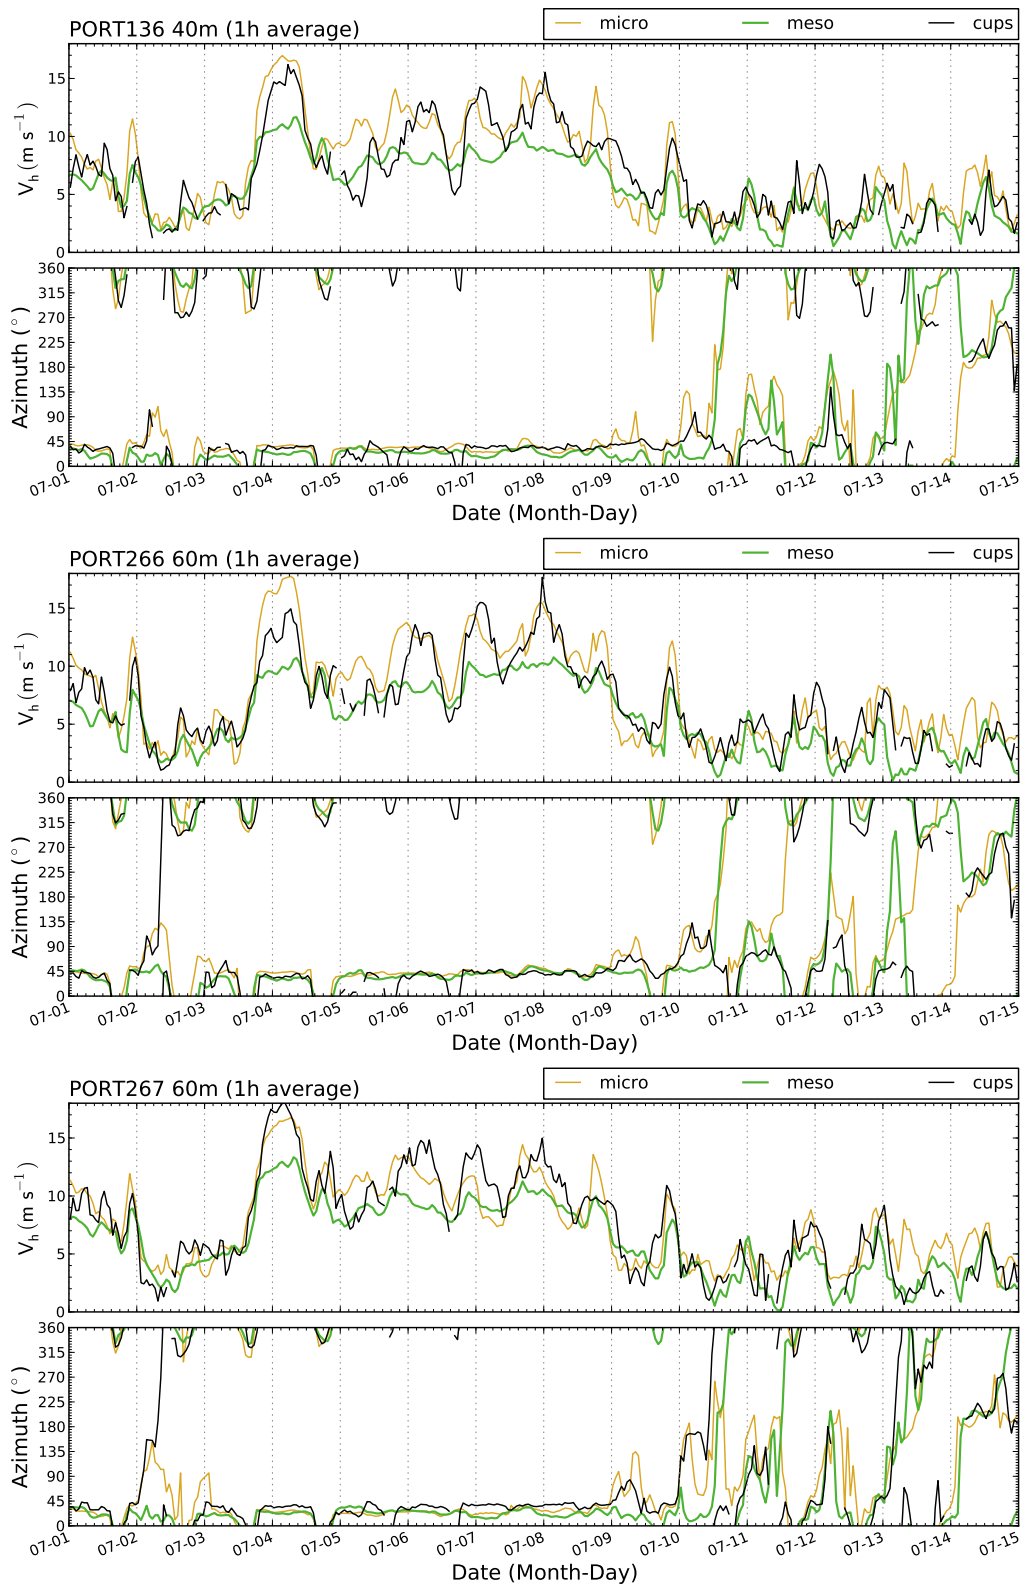 PORT136 40m (1h average)
micro meso cups
15
10
5
0
V_h (m s⁻¹)
360
315
270
225
180
135
90
45
0
Azimuth (°)
07-01 07-02 07-03 07-04 07-05 07-06 07-07 07-08 07-09 07-10 07-11 07-12 07-13 07-14 07-15
Date (Month-Day)
PORT266 60m (1h average)
micro meso cups
15
10
5
0
V_h (m s⁻¹)
360
315
270
225
180
135
90
45
0
Azimuth (°)
07-01 07-02 07-03 07-04 07-05 07-06 07-07 07-08 07-09 07-10 07-11 07-12 07-13 07-14 07-15
Date (Month-Day)
PORT267 60m (1h average)
micro meso cups
15
10
5
0
V_h (m s⁻¹)
360
315
270
225
180
135
90
45
0
Azimuth (°)
07-01 07-02 07-03 07-04 07-05 07-06 07-07 07-08 07-09 07-10 07-11 07-12 07-13 07-14 07-15
Date (Month-Day)